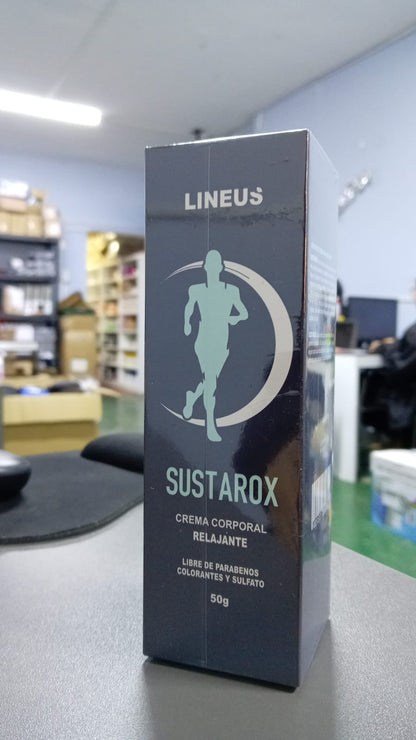 LINEUS
SUSTAROX
CREMA CORPORAL
RELAJANTE
LIBRE DE PARABENOS
COLORANTES Y SULFATO
50g